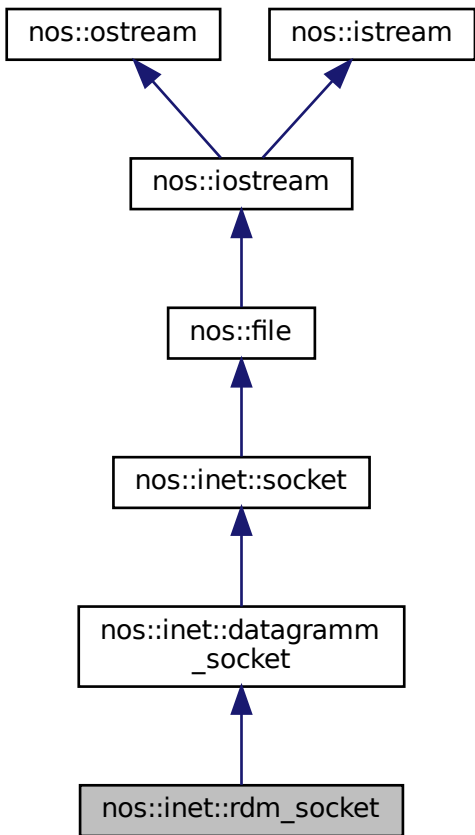 nos::ostream
nos::istream
nos::iostream
nos::file
nos::inet::socket
nos::inet::datagramm
_socket
nos::inet::rdm_socket